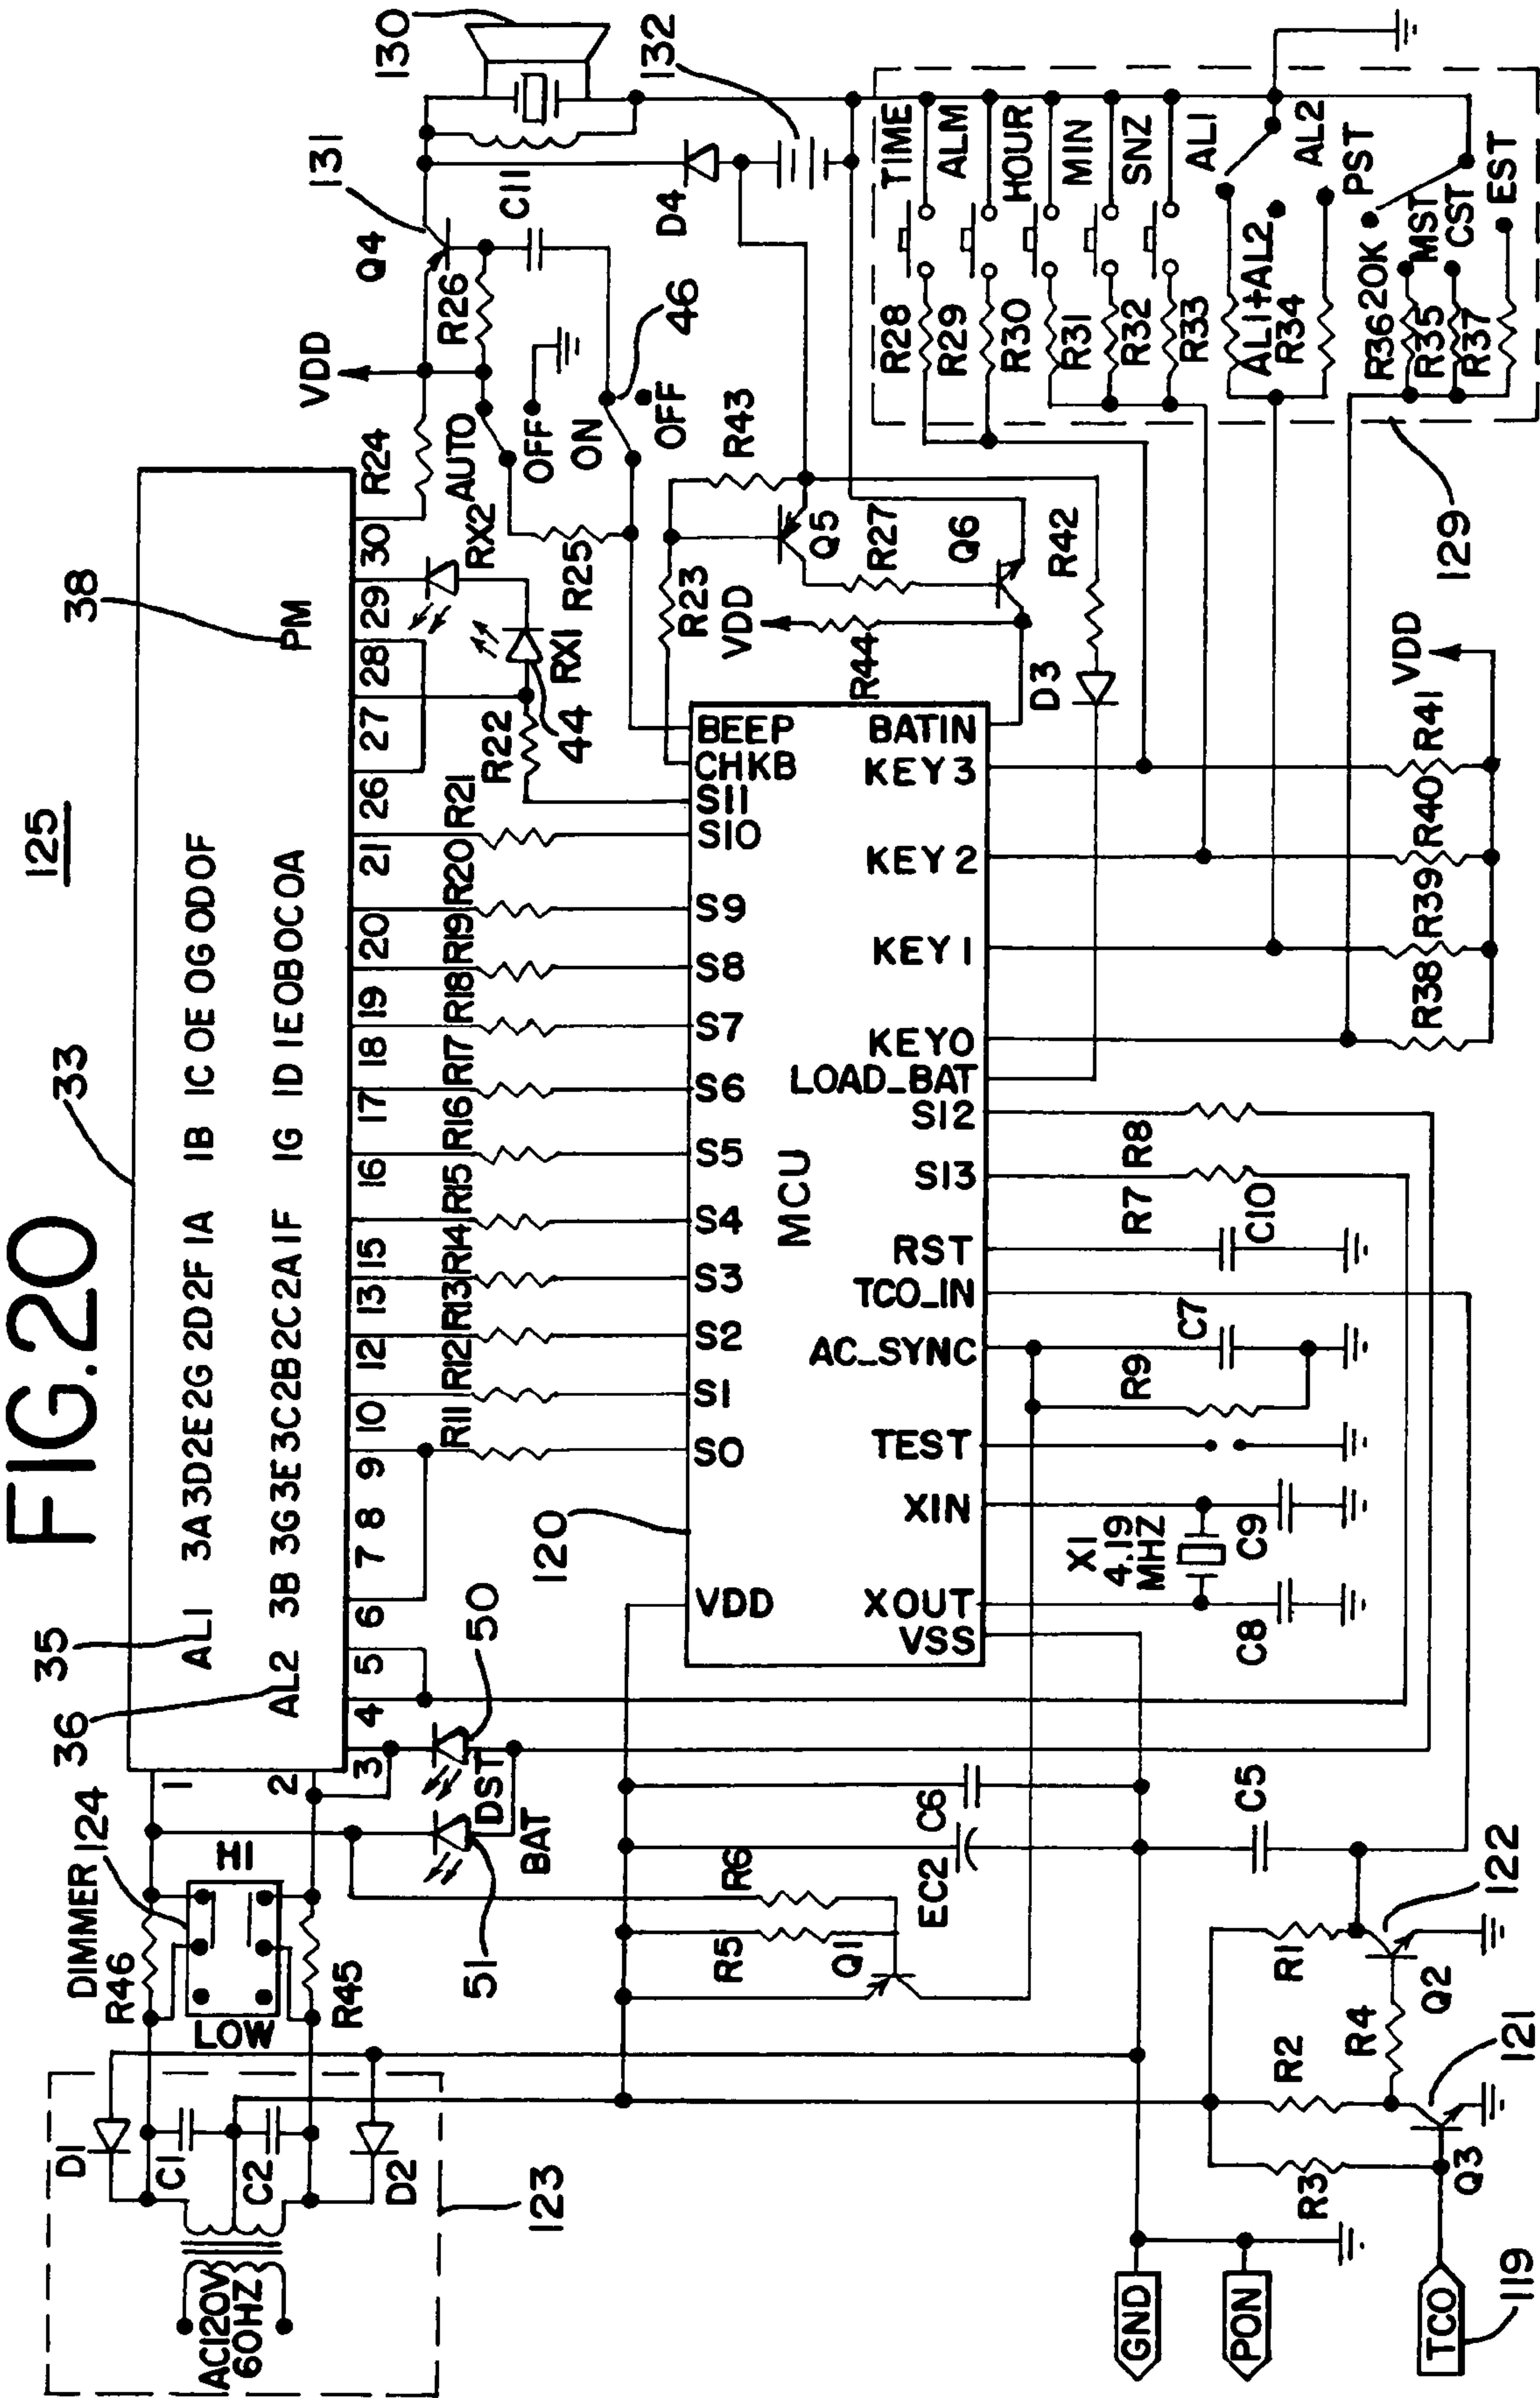 FIG.20
125
33
38
35
36
AL1 3A 3D 2E 2G 2D 2F 1A 1B 1C 0E 0G 0D 0F
AL2 3B 3G 3E 3C 2B 2C 2A 1F 1G 1D 1E 0B 0C 0A
PM
1
2
3 4 5 6 7 8 9 10 12 13 15 16 17 18 19 20 21 26 27 28 29 30
DIMMER 124
HI
LOW
R46
R45
D1
C1
C2
D2
AC120V
60HZ
123
DST
50
BAT
51
R11 R12 R13 R14 R15 R16 R17 R18 R19 R20 R21
R22
44
RX1
RX2
R24
VDD
AUTO
OFF
R25
ON
OFF
46
R26
Q4
131
C11
D4
130
132
R23
R43
VDD
Q5
R27
R44
Q6
R42
D3
120
MCU
VDD S0 S1 S2 S3 S4 S5 S6 S7 S8 S9 S10 S11 CHKB BEEP
VSS
XOUT
XIN
TEST
AC_SYNC
TCO_IN
RST
S13
S12
LOAD_BAT
KEY0
KEY1
KEY2
KEY3
BATIN
R5
R6
Q1
EC2
C6
C5
X1
4.19
MHZ
C8
C9
R9
C7
C10
R7
R8
R38 R39 R40 R41
VDD
TIME
ALM
HOUR
MIN
SNZ
AL1
AL1+AL2
AL2
PST
MST
CST
EST
R28
R29
R30
R31
R32
R33
R34
R36 20K
R35
R37
129
GND
PON
TCO
119
R3
R2
R4
R1
Q3
121
Q2
122